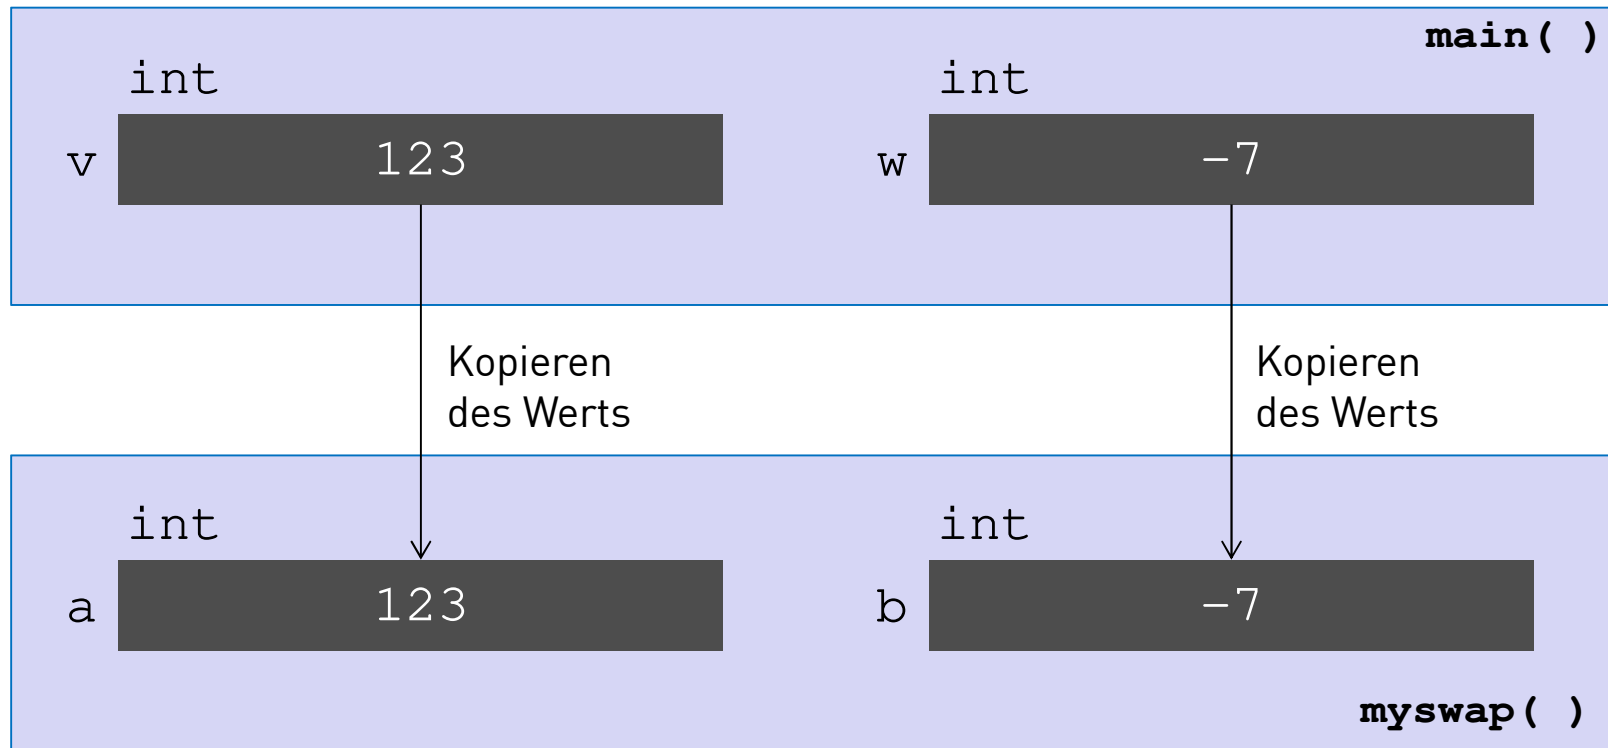 main( )
int int
v 123 w -7
Kopieren Kopieren
des Werts des Werts
int int
a 123 b -7
myswap( )